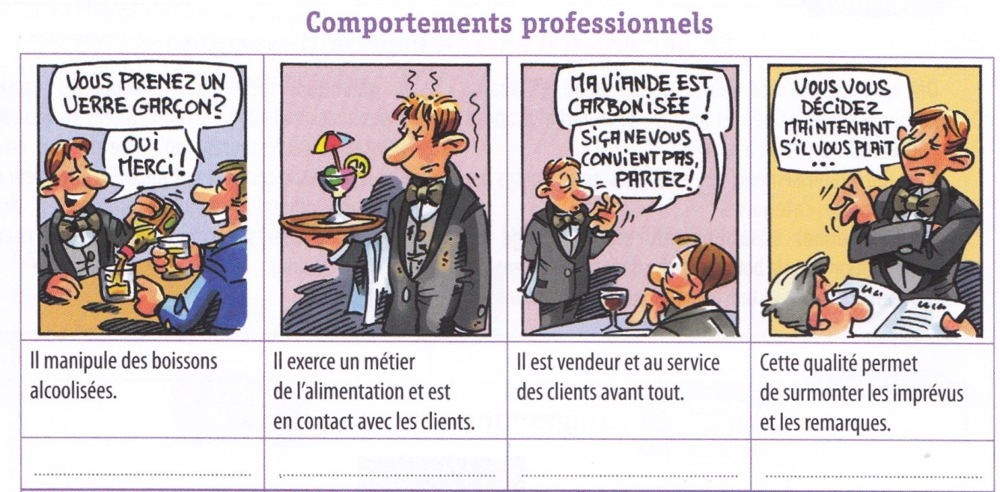 Comportements professionnels
VOUS PRENEZ UN
VERRE GARÇON?
OUI
MERCI!
MA VIANDE EST
CARBONISÉE !
SI ÇA NE VOUS
CONVIENT PAS,
PARTEZ!
VOUS VOUS
DÉCIDEZ
MAINTENANT
S'IL VOUS PLAIT
...
Il manipule des boissons
alcoolisées.
Il exerce un métier
de l'alimentation et est
en contact avec les clients.
Il est vendeur et au service
des clients avant tout.
Cette qualité permet
de surmonter les imprévus
et les remarques.